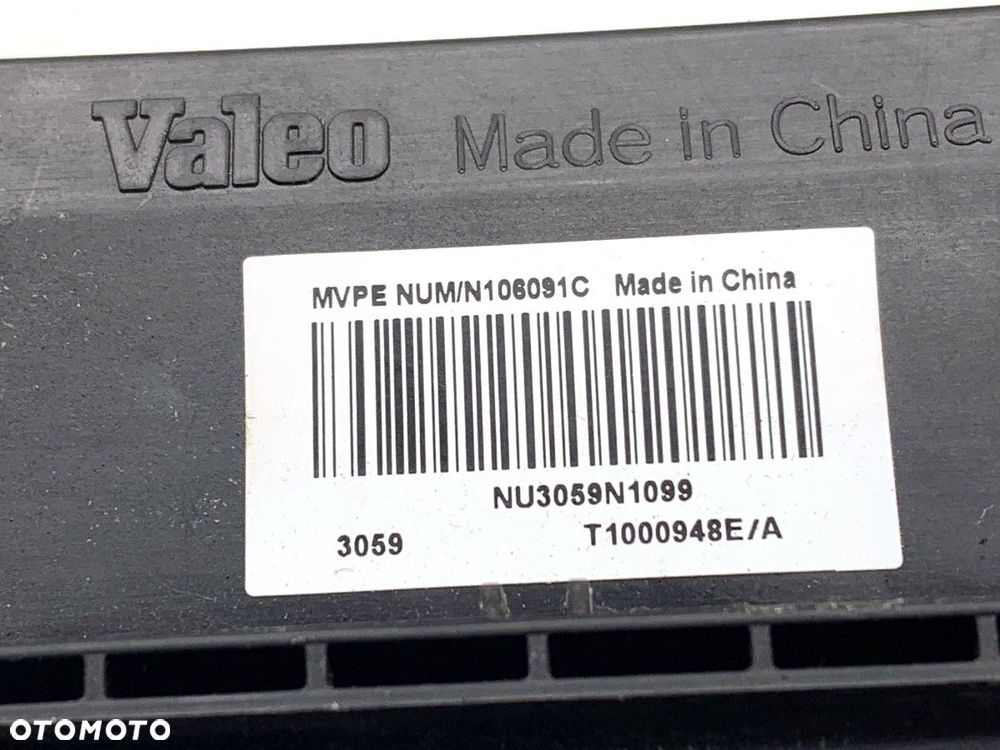 Valeo Made in China
MVPE NUM/N106091C Made in China
NU3059N1099
3059 T1000948E/A
OTOMOTO